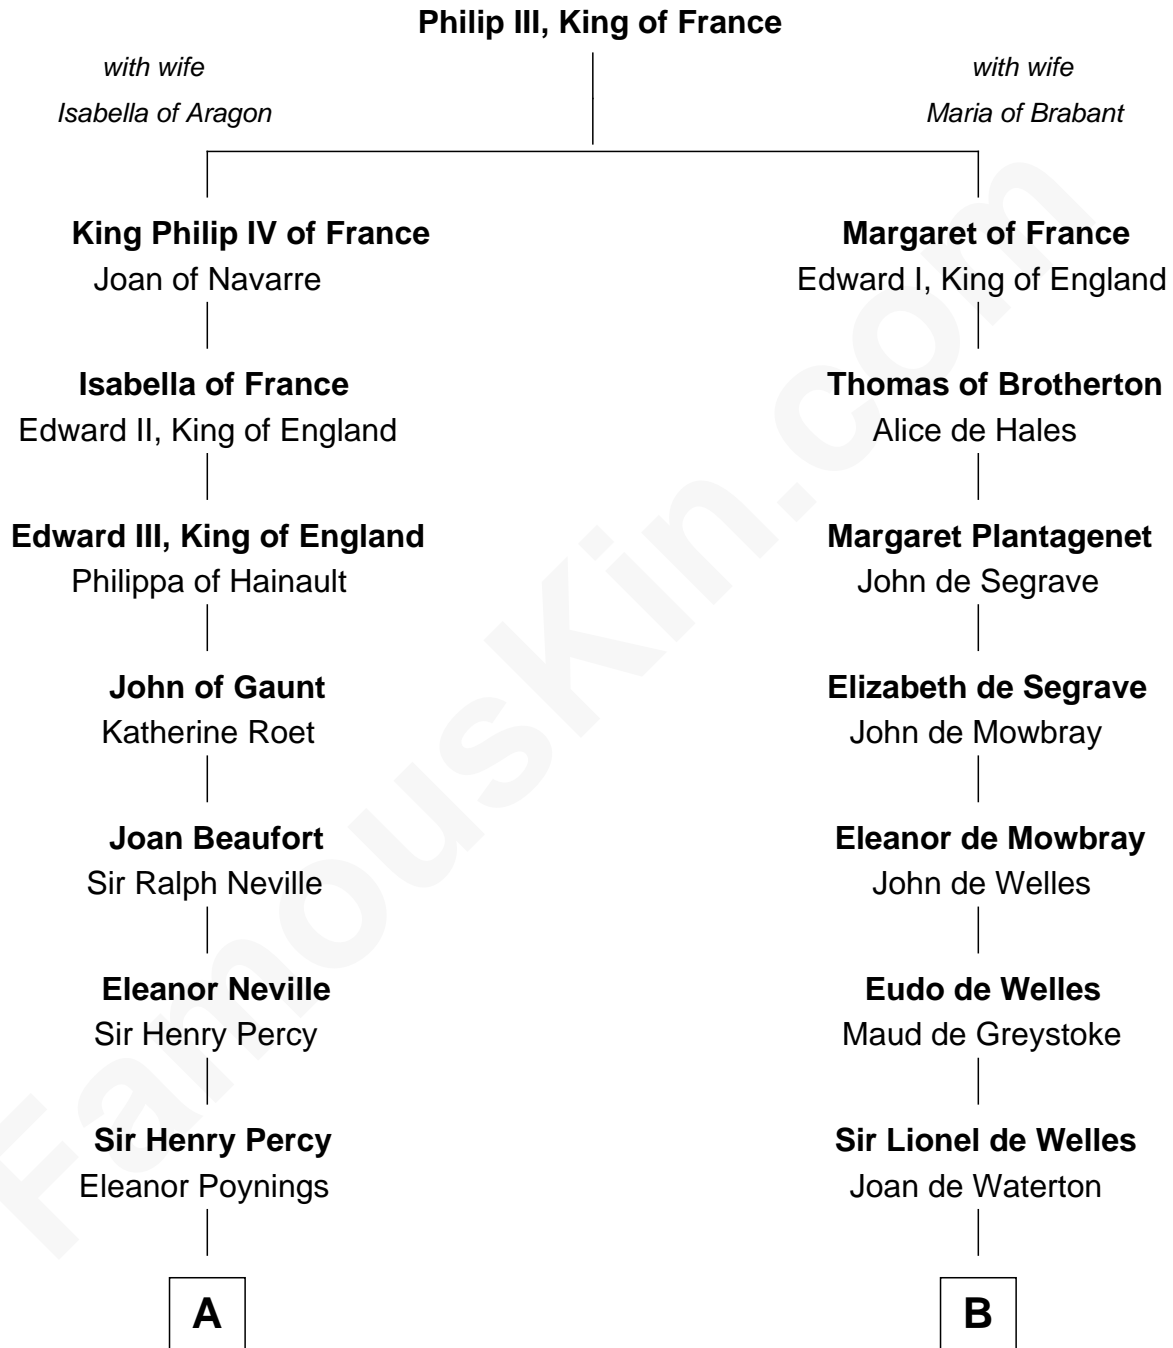 Philip III, King of France
with wife
Isabella of Aragon
with wife
Maria of Brabant
King Philip IV of France
Joan of Navarre
Margaret of France
Edward I, King of England
Isabella of France
Edward II, King of England
Thomas of Brotherton
Alice de Hales
Edward III, King of England
Philippa of Hainault
Margaret Plantagenet
John de Segrave
John of Gaunt
Katherine Roet
Elizabeth de Segrave
John de Mowbray
Joan Beaufort
Sir Ralph Neville
Eleanor de Mowbray
John de Welles
Eleanor Neville
Sir Henry Percy
Eudo de Welles
Maud de Greystoke
Sir Henry Percy
Eleanor Poynings
Sir Lionel de Welles
Joan de Waterton
A
B
FamousKin.com